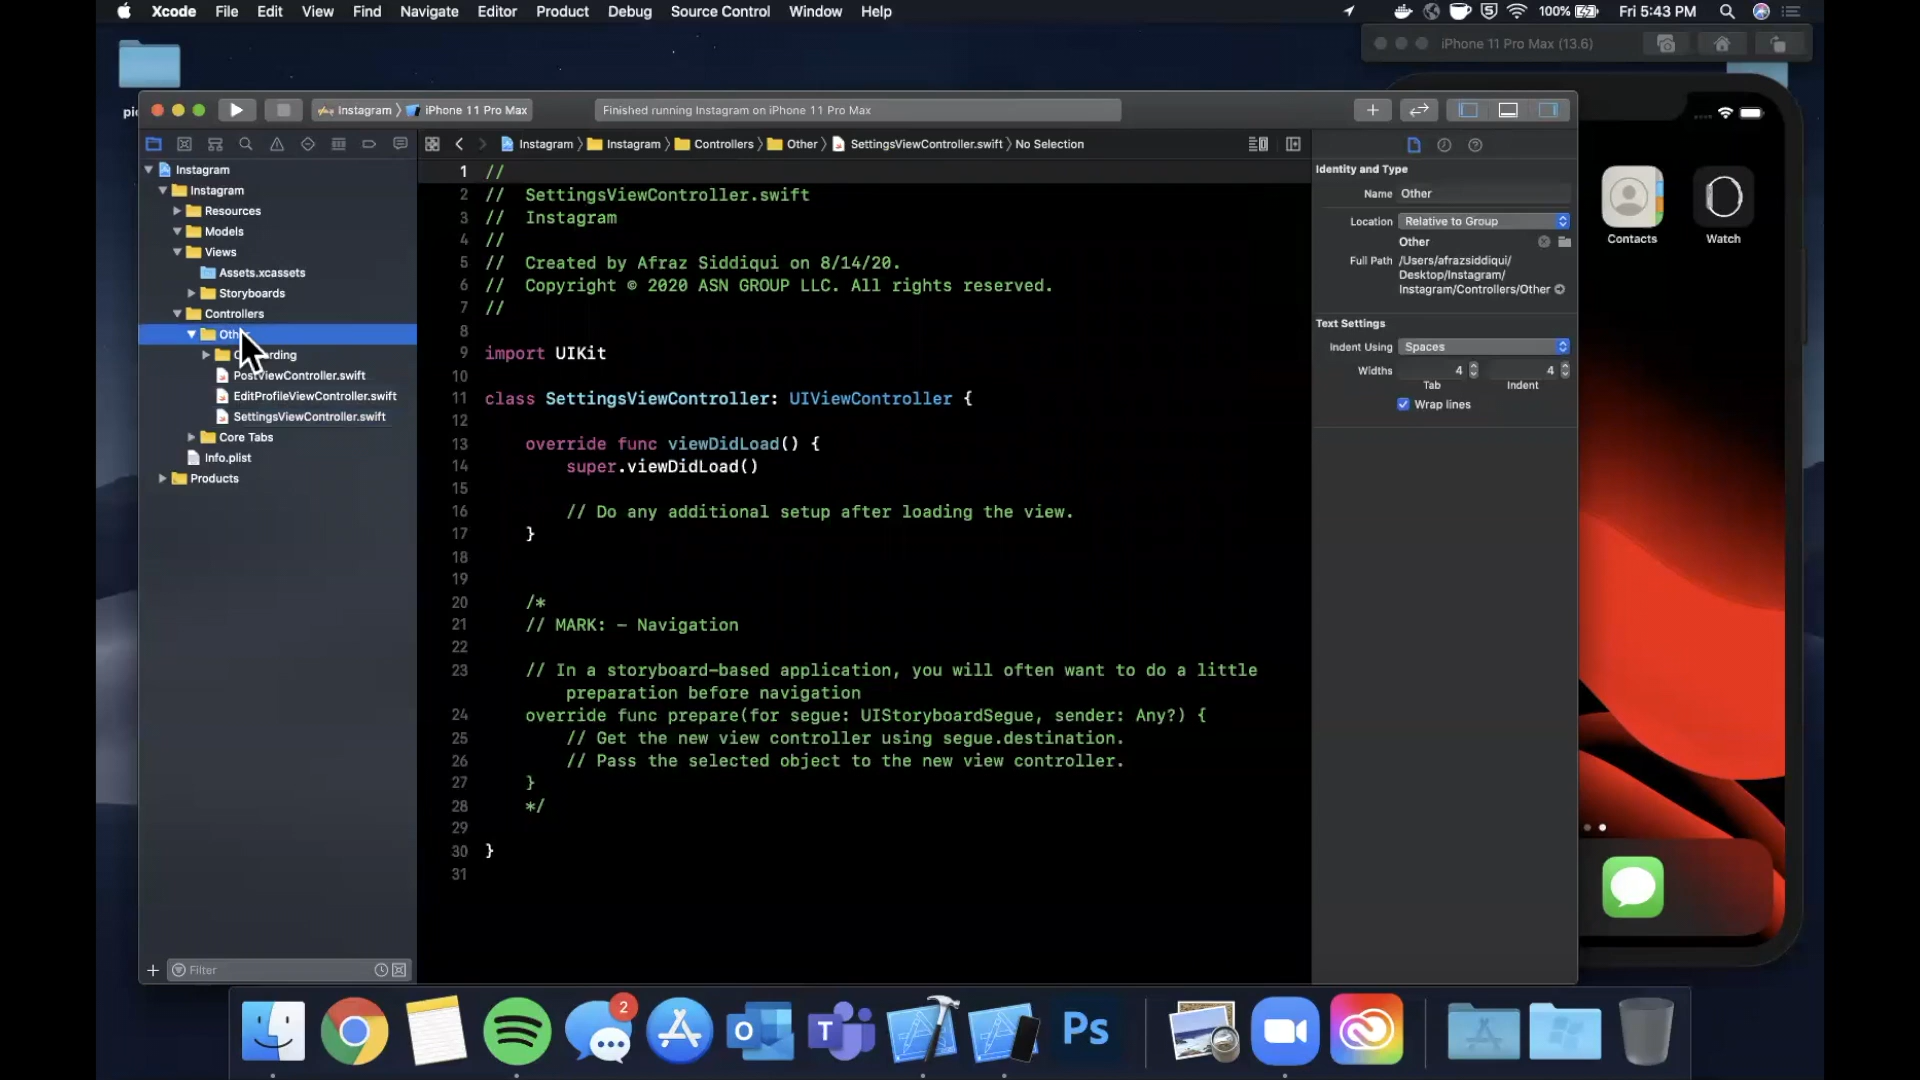 Xcode File Edit View Find Navigate Editor Product Debug Source Control Window Help
100% Fri 5:43 PM
iPhone 11 Pro Max (13.6)
Instagram iPhone 11 Pro Max
Finished running Instagram on iPhone 11 Pro Max
Instagram
Instagram
Resources
Models
Views
Assets.xcassets
Storyboards
Controllers
PostViewController.swift
EditProfileViewController.swift
SettingsViewController.swift
Core Tabs
Info.plist
Products
Filter
Instagram Instagram Controllers Other SettingsViewController.swift No Selection
1 //
2 // SettingsViewController.swift
3 // Instagram
4 //
5 // Created by Afraz Siddiqui on 8/14/20.
6 // Copyright © 2020 ASN GROUP LLC. All rights reserved.
7 //
8
9 import UIKit
10
11 class SettingsViewController: UIViewController {
12
13 override func viewDidLoad() {
14 super.viewDidLoad()
15
16 // Do any additional setup after loading the view.
17 }
18
19
20 /*
21 // MARK: - Navigation
22
23 // In a storyboard-based application, you will often want to do a little
preparation before navigation
24 override func prepare(for segue: UIStoryboardSegue, sender: Any?) {
25 // Get the new view controller using segue.destination.
26 // Pass the selected object to the new view controller.
27 }
28 */
29
30 }
31
Identity and Type
Name Other
Location Relative to Group
Other
Full Path /Users/afrazsiddiqui/
Desktop/Instagram/
Instagram/Controllers/Other
Text Settings
Indent Using Spaces
Widths 4 4
Tab Indent
Wrap lines
Contacts Watch
2
Ps